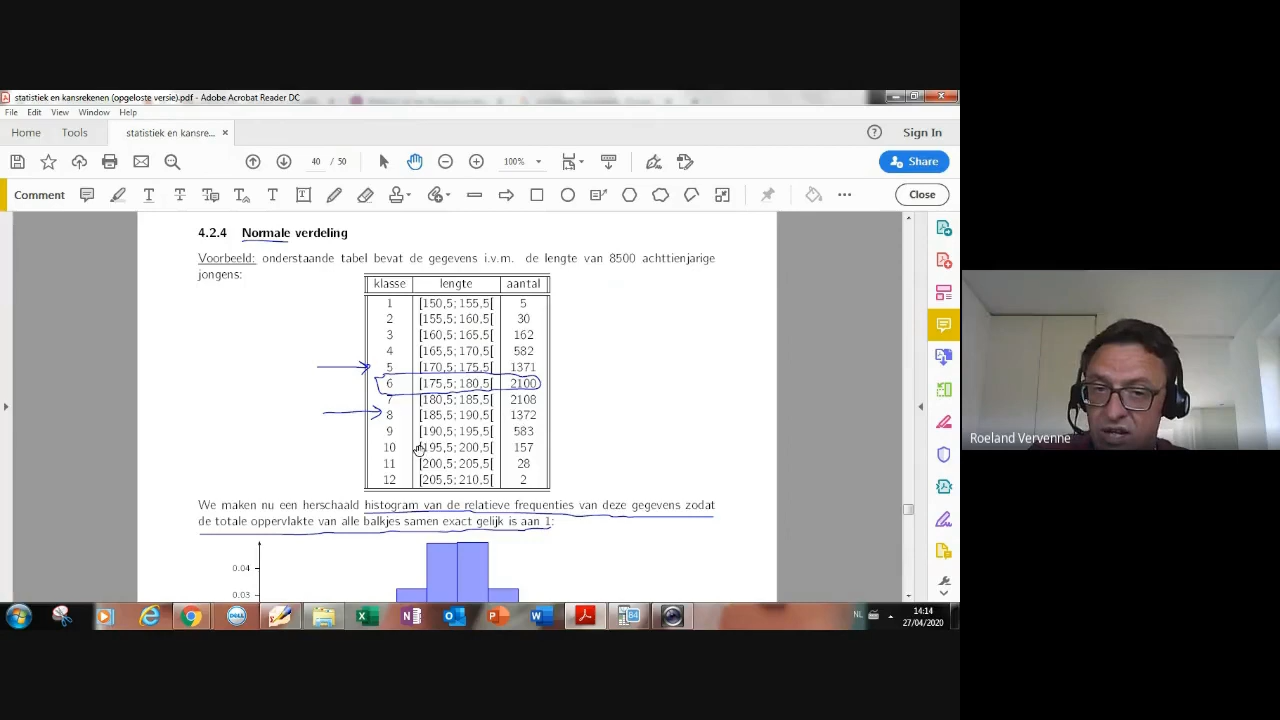 statistiek en kansrekenen (opgeloste versie).pdf - Adobe Acrobat Reader DC
File Edit View Window Help
Home Tools statistiek en kansreke... × Sign In
40 / 50 100% Share
Comment Close
4.2.4 Normale verdeling
Voorbeeld: onderstaande tabel bevat de gegevens i.v.m. de lengte van 8500 achttienjarige
jongens:
klasse lengte aantal
1 [150,5; 155,5[ 5
2 [155,5; 160,5[ 30
3 [160,5; 165,5[ 162
4 [165,5; 170,5[ 582
5 [170,5; 175,5[ 1371
6 [175,5; 180,5[ 2100
7 [180,5; 185,5[ 2108
8 [185,5; 190,5[ 1372
9 [190,5; 195,5[ 583
10 [195,5; 200,5[ 157
11 [200,5; 205,5[ 28
12 [205,5; 210,5[ 2
We maken nu een herschaald histogram van de relatieve frequenties van deze gegevens zodat
de totale oppervlakte van alle balkjes samen exact gelijk is aan 1:
0.04
0.03
Roeland Vervenne
NL 14:14
27/04/2020